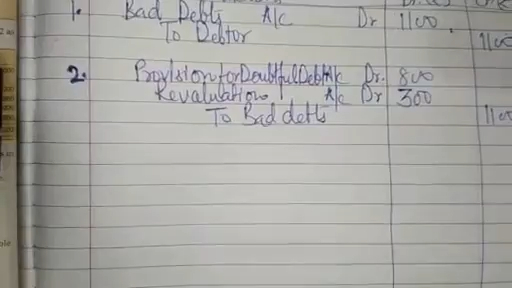 1. Bad Debts A/c Dr 1100
To Debtor 1100
2. Provision for Doubtful Debts A/c Dr. 800
Revaluation A/c Dr 300
To Bad detts 1100